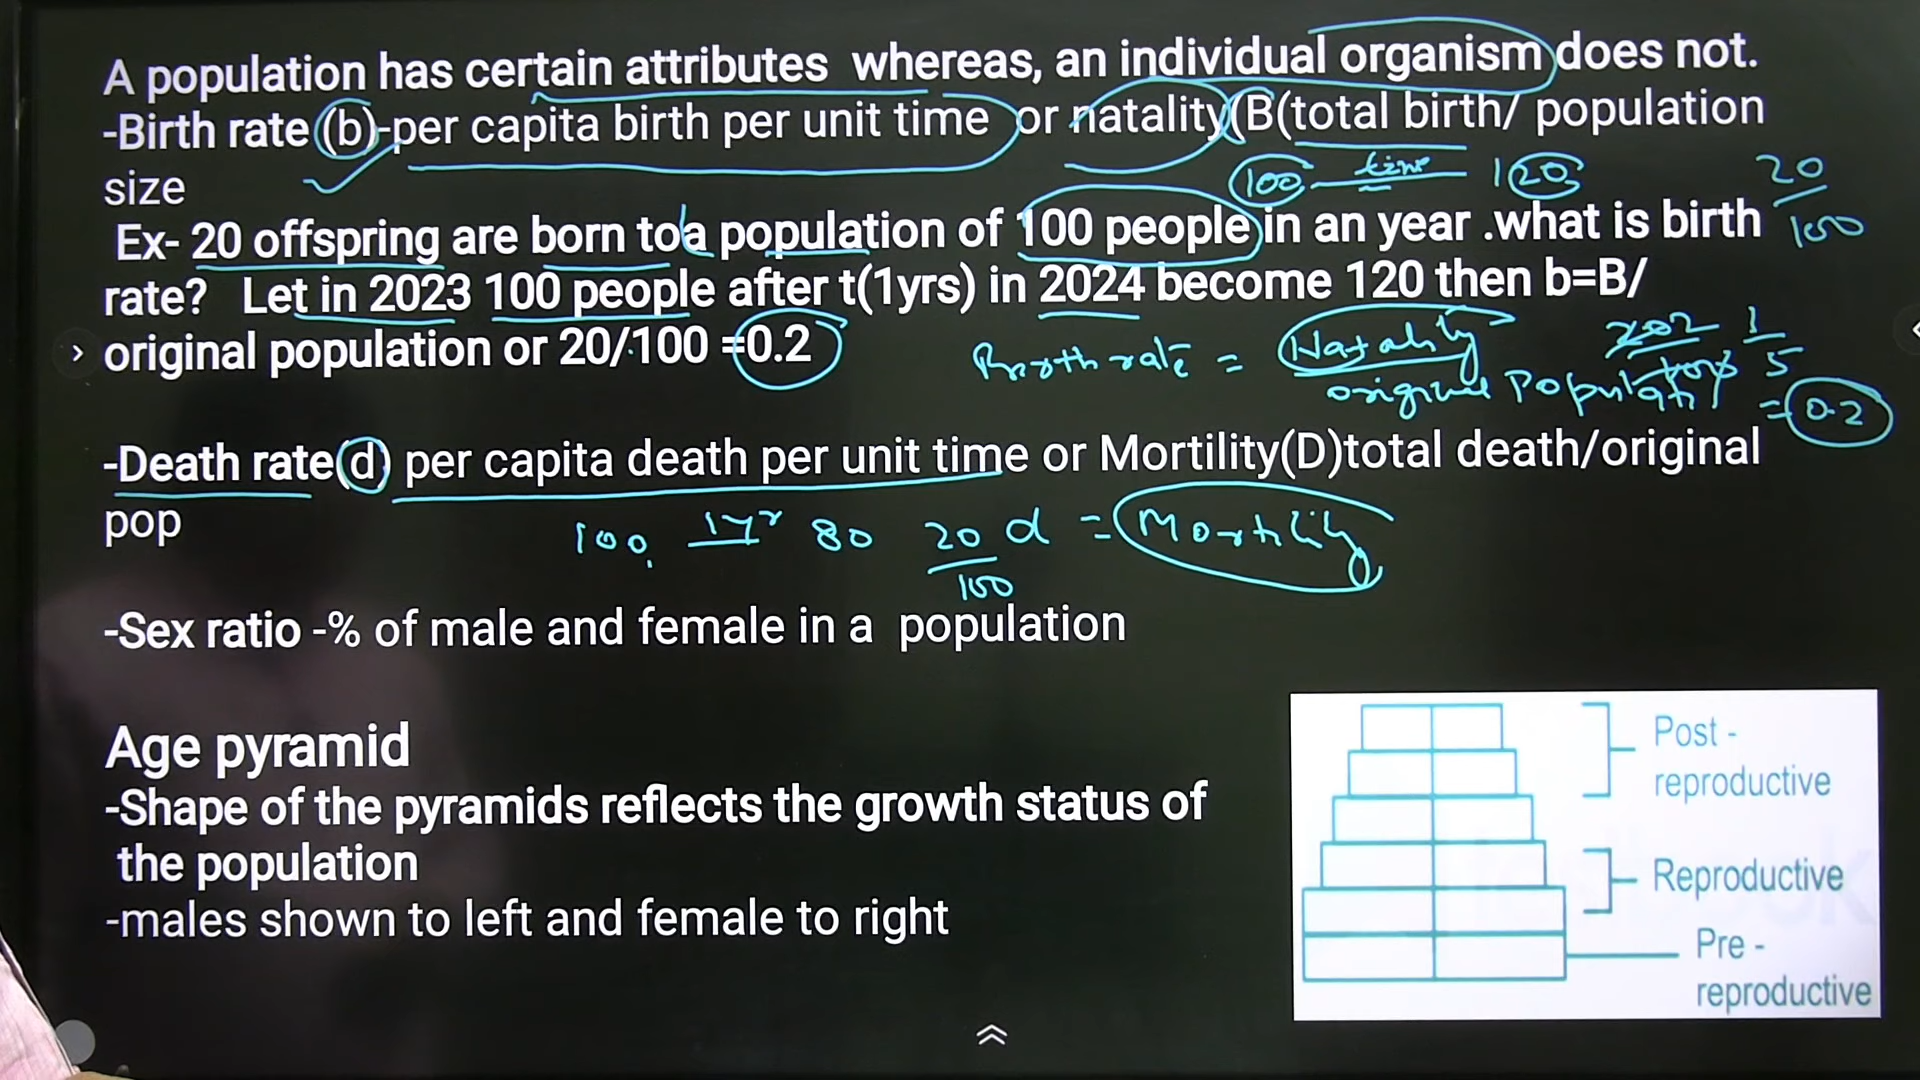 A population has certain attributes whereas, an individual organism does not.
-Birth rate (b)-per capita birth per unit time or natality(B(total birth/ population
size
100 time 120
20
100
Ex- 20 offspring are born to a population of 100 people in an year .what is birth
rate? Let in 2023 100 people after t(1yrs) in 2024 become 120 then b=B/
original population or 20/100 =0.2
Birth rate = Natality
original Population
1
5
= 0.2
-Death rate(d) per capita death per unit time or Mortility(D)total death/original
pop
100 1yr 80 20 d = Mortility
100
-Sex ratio -% of male and female in a population
Age pyramid
-Shape of the pyramids reflects the growth status of
the population
-males shown to left and female to right
Post -
reproductive
Reproductive
Pre -
reproductive